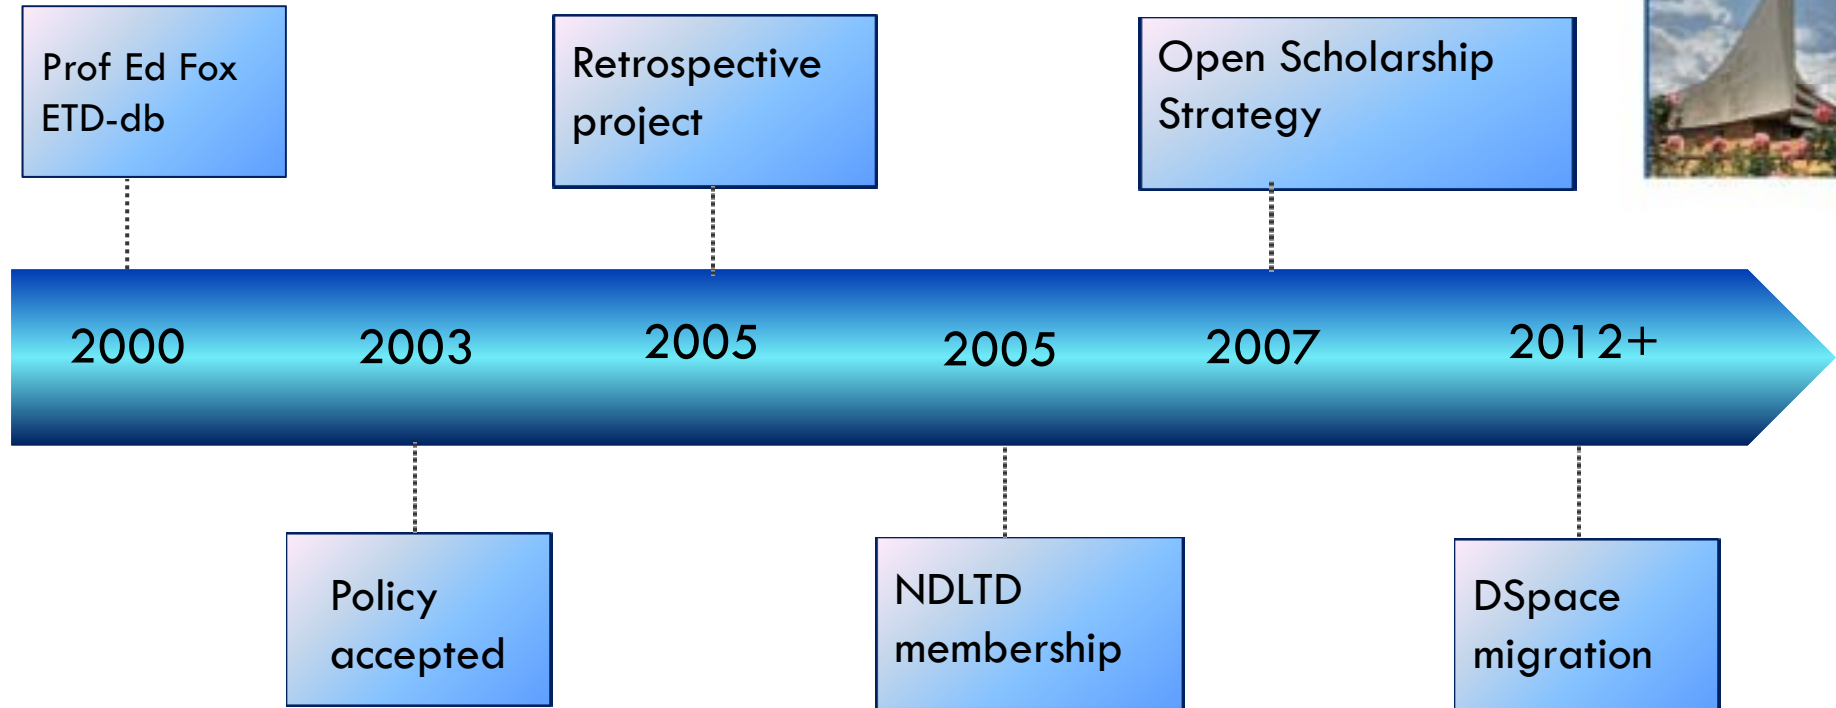 Prof Ed Fox
ETD-db
Retrospective
project
Open Scholarship
Strategy
2000
2003
2005
2005
2007
2012+
Policy
accepted
NDLTD
membership
DSpace
migration